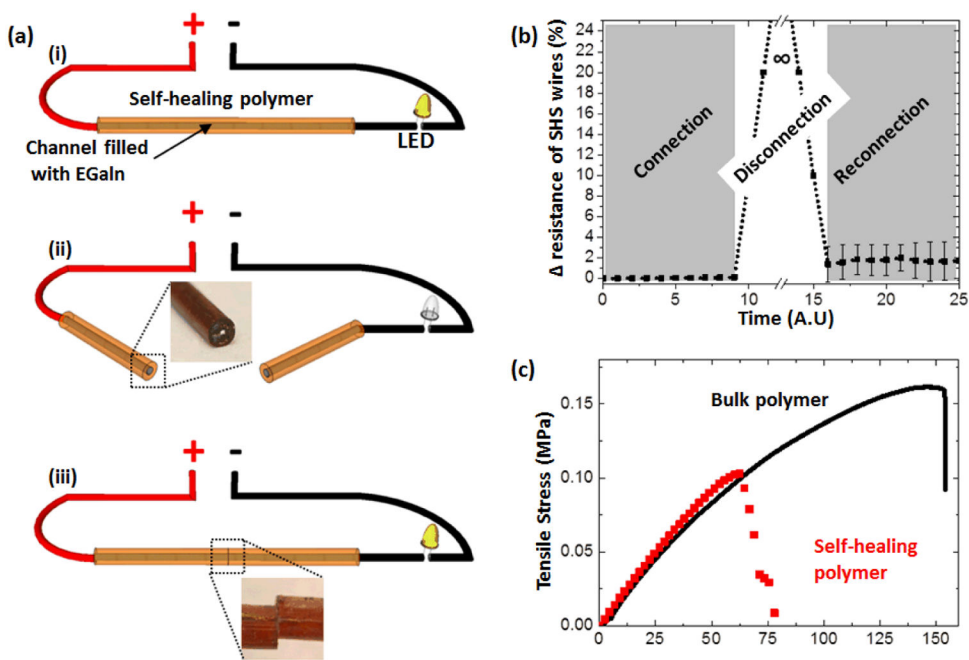 (a)
(i)
+ -
Self-healing polymer
Channel filled
with EGaIn
LED
(ii)
+ -
(iii)
+ -
(b)
Δ resistance of SHS wires (%)
24
22
20
18
16
14
12
10
8
6
4
2
0
∞
Connection
Disconnection
Reconnection
0 5 10 15 20 25
Time (A.U)
(c)
Tensile Stress (MPa)
0.15
0.10
0.05
0.00
Bulk polymer
Self-healing
polymer
0 25 50 75 100 125 150